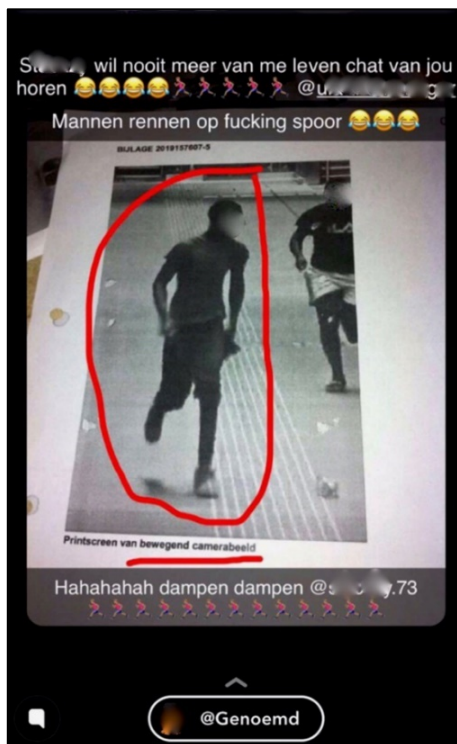 wil nooit meer van me leven chat van jou
horen 😂😂😂😂🏃🏾‍♀️🏃🏾‍♀️🏃🏾‍♀️🏃🏾‍♀️🏃🏾‍♀️
Mannen rennen op fucking spoor 😂😂😂
BIJLAGE 2019157607-5
Printscreen van bewegend camerabeeld
Hahahahah dampen dampen .73
🏃🏾‍♀️🏃🏾‍♀️🏃🏾‍♀️🏃🏾‍♀️🏃🏾‍♀️🏃🏾‍♀️🏃🏾‍♀️🏃🏾‍♀️🏃🏾‍♀️🏃🏾‍♀️🏃🏾‍♀️🏃🏾‍♀️
@Genoemd